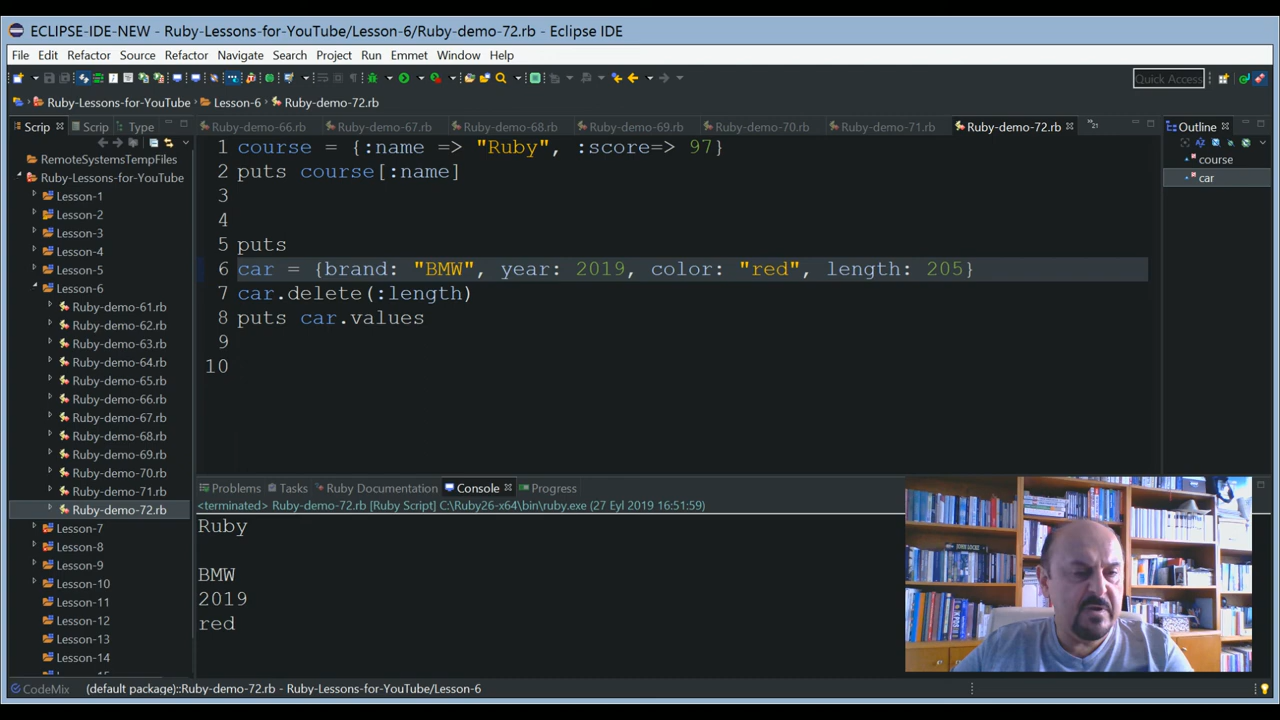 ECLIPSE-IDE-NEW - Ruby-Lessons-for-YouTube/Lesson-6/Ruby-demo-72.rb - Eclipse IDE
File Edit Refactor Source Refactor Navigate Search Project Run Emmet Window Help
Quick Access
Ruby-Lessons-for-YouTube Lesson-6 Ruby-demo-72.rb
Scrip Scrip Type
Ruby-demo-66.rb Ruby-demo-67.rb Ruby-demo-68.rb Ruby-demo-69.rb Ruby-demo-70.rb Ruby-demo-71.rb Ruby-demo-72.rb »21
Outline
course
car
RemoteSystemsTempFiles
Ruby-Lessons-for-YouTube
Lesson-1
Lesson-2
Lesson-3
Lesson-4
Lesson-5
Lesson-6
Ruby-demo-61.rb
Ruby-demo-62.rb
Ruby-demo-63.rb
Ruby-demo-64.rb
Ruby-demo-65.rb
Ruby-demo-66.rb
Ruby-demo-67.rb
Ruby-demo-68.rb
Ruby-demo-69.rb
Ruby-demo-70.rb
Ruby-demo-71.rb
Ruby-demo-72.rb
Lesson-7
Lesson-8
Lesson-9
Lesson-10
Lesson-11
Lesson-12
Lesson-13
Lesson-14
1 course = {:name => "Ruby", :score=> 97}
2 puts course[:name]
3
4
5 puts
6 car = {brand: "BMW", year: 2019, color: "red", length: 205}
7 car.delete(:length)
8 puts car.values
9
10
Problems Tasks Ruby Documentation Console Progress
<terminated> Ruby-demo-72.rb [Ruby Script] C:\Ruby26-x64\bin\ruby.exe (27 Eyl 2019 16:51:59)
Ruby
BMW
2019
red
CodeMix (default package)::Ruby-demo-72.rb - Ruby-Lessons-for-YouTube/Lesson-6